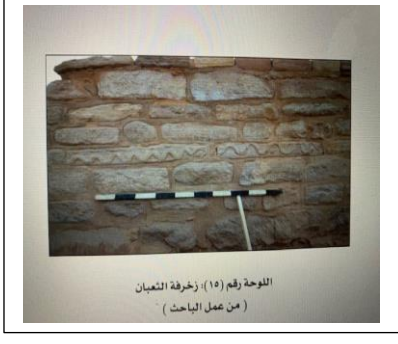 اللوحة رقم (١٥): زخرفة الثعبان
( من عمل الباحث )